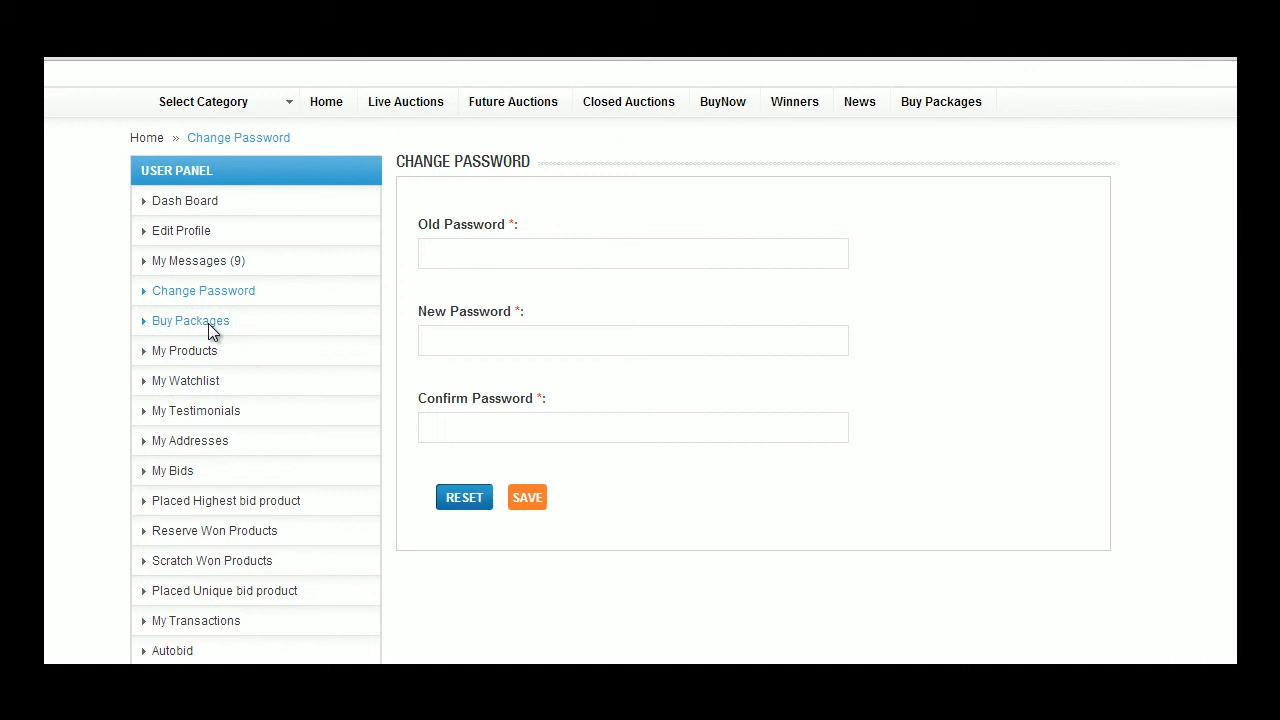 Select Category Home Live Auctions Future Auctions Closed Auctions BuyNow Winners News Buy Packages
Home » Change Password
USER PANEL
Dash Board
Edit Profile
My Messages (9)
Change Password
Buy Packages
My Products
My Watchlist
My Testimonials
My Addresses
My Bids
Placed Highest bid product
Reserve Won Products
Scratch Won Products
Placed Unique bid product
My Transactions
Autobid
CHANGE PASSWORD
Old Password *:
New Password *:
Confirm Password *:
RESET SAVE